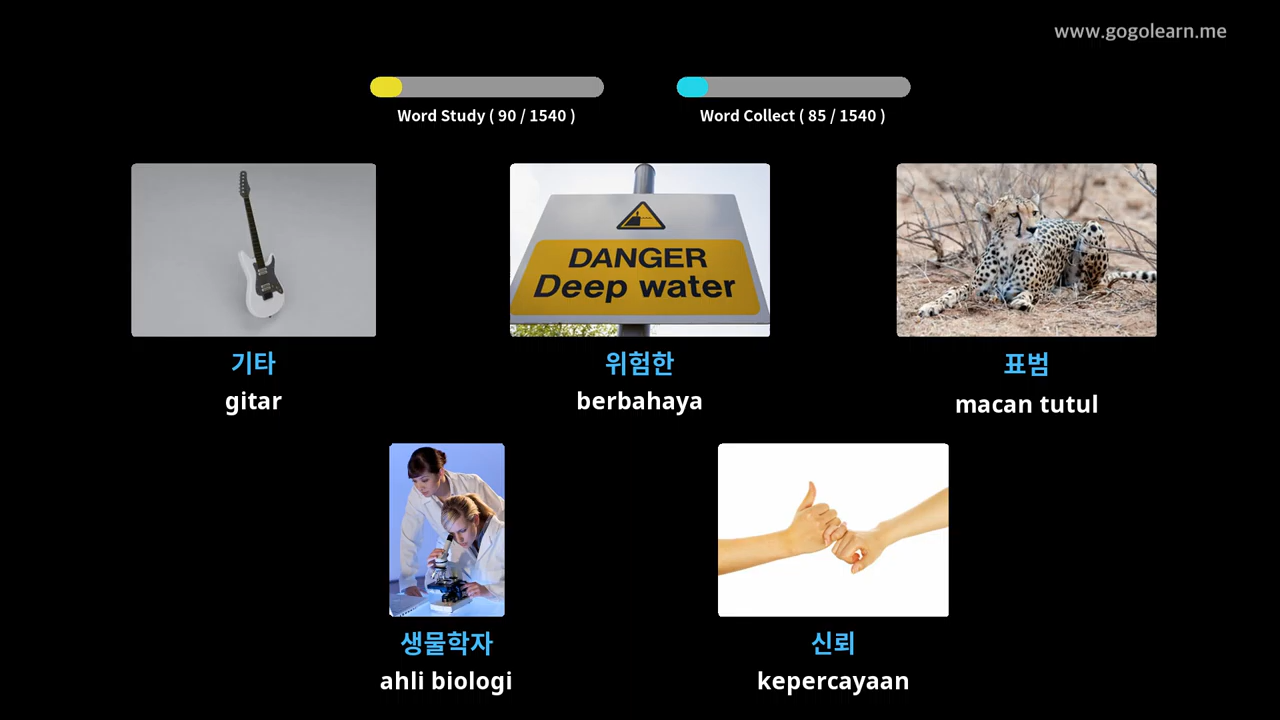 www.gogolearn.me
Word Study ( 90 / 1540 )
Word Collect ( 85 / 1540 )
DANGER
Deep water
기타
gitar
위험한
berbahaya
표범
macan tutul
생물학자
ahli biologi
신뢰
kepercayaan